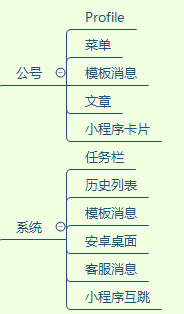 Profile
菜单
公号
模板消息
文章
小程序卡片
任务栏
历史列表
模板消息
系统
安卓桌面
客服消息
小程序互跳